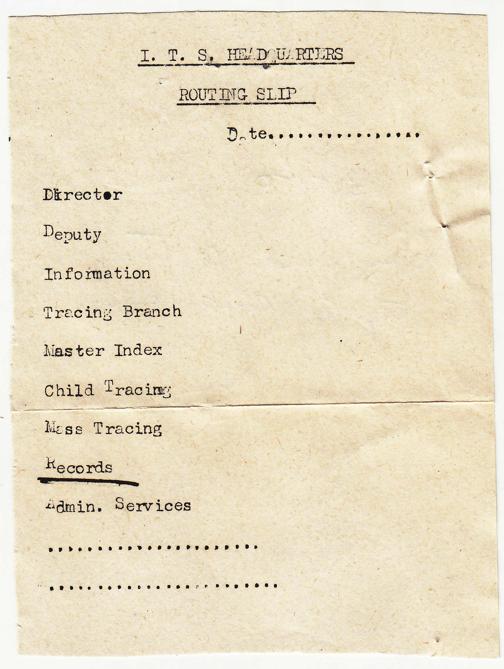 I. T. S. HEADQUARTERS
ROUTING SLIP
Date................
Director
Deputy
Information
Tracing Branch
Master Index
Child Tracing
Mass Tracing
Records
Admin. Services
......................
........................